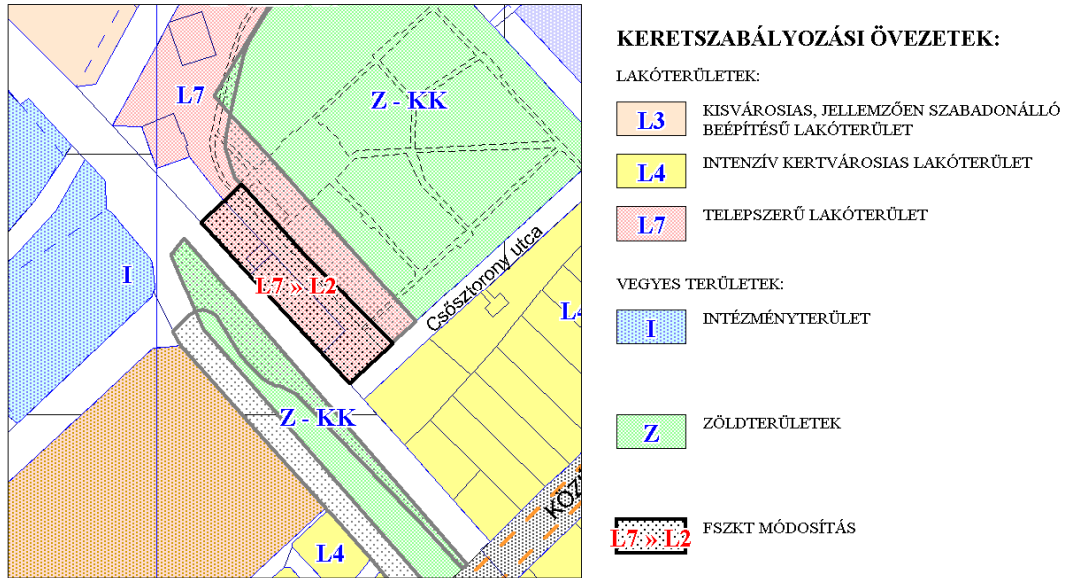 L7
Z - KK
I
L7 » L2
Csősztorony utca
L4
Z - KK
L4
KERETSZABÁLYOZÁSI ÖVEZETEK:
LAKÓTERÜLETEK:
L3
KISVÁROSIAS, JELLEMZŐEN SZABADONÁLLÓ
BEÉPÍTÉSŰ LAKÓTERÜLET
L4
INTENZÍV KERTVÁROSIAS LAKÓTERÜLET
L7
TELEPSZERŰ LAKÓTERÜLET
VEGYES TERÜLETEK:
I
INTÉZMÉNYTERÜLET
Z
ZÖLDTERÜLETEK
L7 » L2
FSZKT MÓDOSÍTÁS